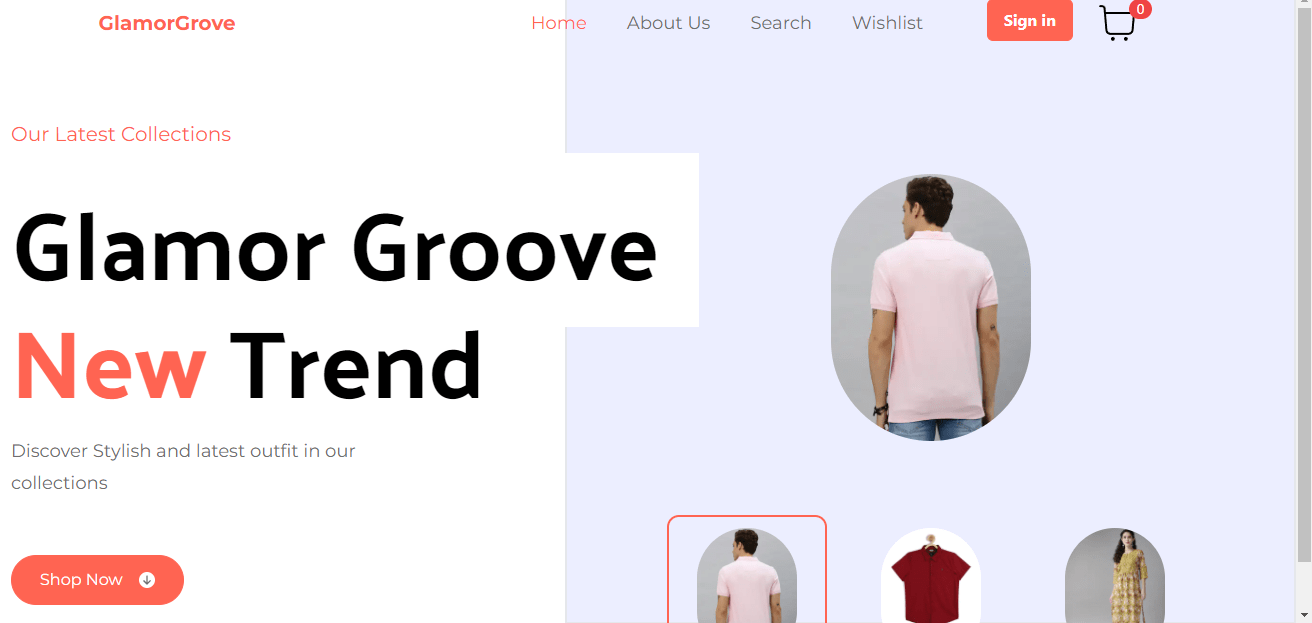 GlamorGrove
Home
About Us
Search
Wishlist
Sign in
0
Our Latest Collections
Glamor Groove
New Trend
Discover Stylish and latest outfit in our
collections
Shop Now